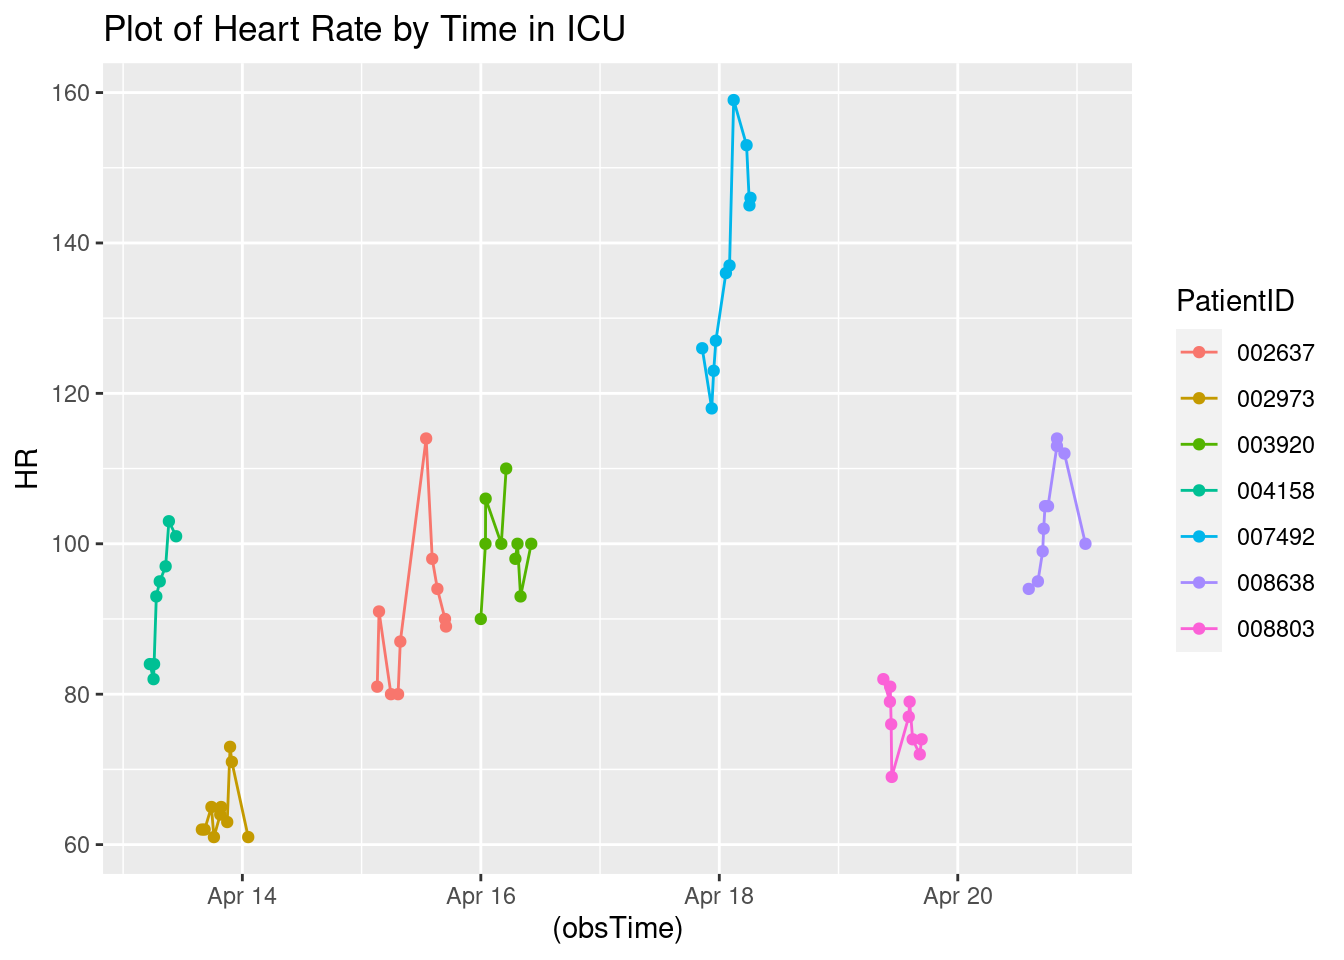 Plot of Heart Rate by Time in ICU
160
140
120
100
80
60
HR
Apr 14
Apr 16
Apr 18
Apr 20
(obsTime)
PatientID
002637
002973
003920
004158
007492
008638
008803